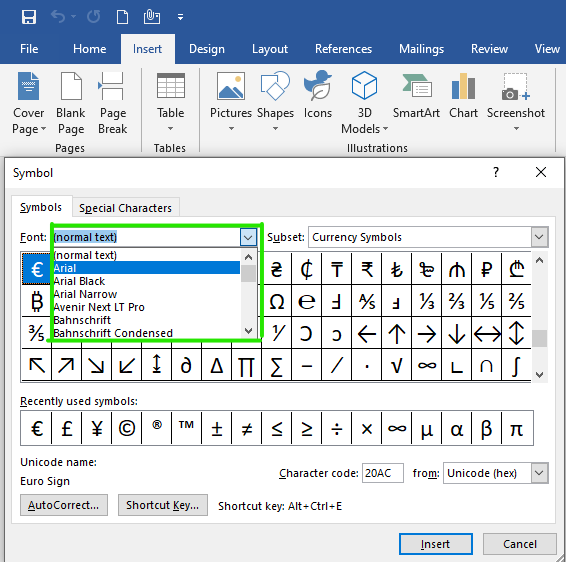 File Home Insert Design Layout References Mailings Review View
Cover Page Blank Page Page Break Table Pictures Shapes Icons 3D Models SmartArt Chart Screenshot
Pages Tables Illustrations
Symbol
Symbols Special Characters
Font: (normal text) Subset: Currency Symbols
(normal text)
Arial
Arial Black
Arial Narrow
Avenir Next LT Pro
Bahnschrift
Bahnschrift Condensed
€ ₴ ₵ ₸ ₹ ₺ ₻ ₼ ₽ ₾
₿ Ω ℮ Ⅎ ⅍ ⅎ ⅓ ⅔ ⅕ ⅖
⅗ ⅟ Ↄ ↄ ← ↑ → ↓ ↔ ↕
↖ ↗ ↘ ↙ ↨ ∂ ∆ ∏ ∑ − ∕ ∙ √ ∞ ∟ ∩ ∫
Recently used symbols:
€ £ ¥ © ® ™ ± ≠ ≤ ≥ ÷ × ∞ µ α β π
Unicode name:
Euro Sign
Character code: 20AC from: Unicode (hex)
AutoCorrect... Shortcut Key... Shortcut key: Alt+Ctrl+E
Insert Cancel